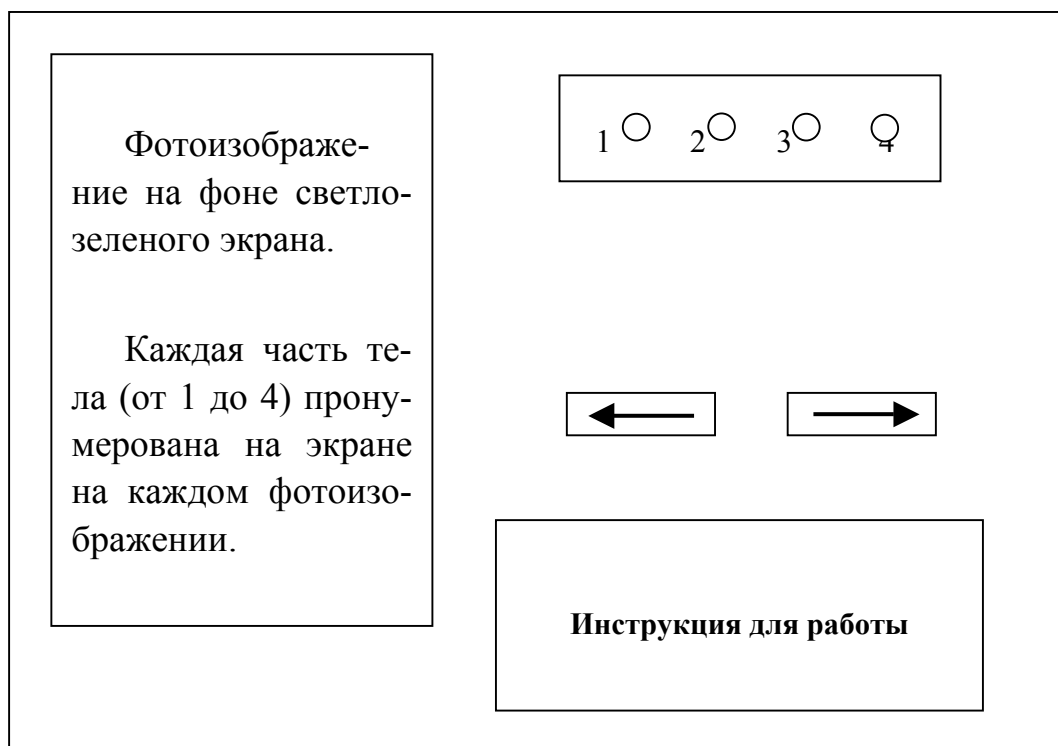 Фотоизображе-
ние на фоне светло-
зеленого экрана.
Каждая часть те-
ла (от 1 до 4) прону-
мерована на экране
на каждом фотоизо-
бражении.
1 2 3 4
Инструкция для работы